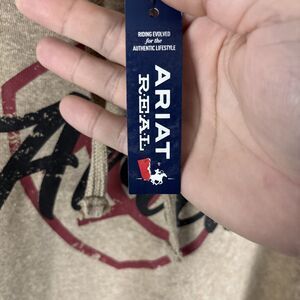 RIDING EVOLVED
for the
AUTHENTIC LIFESTYLE
ARIAT
R·E·A·L